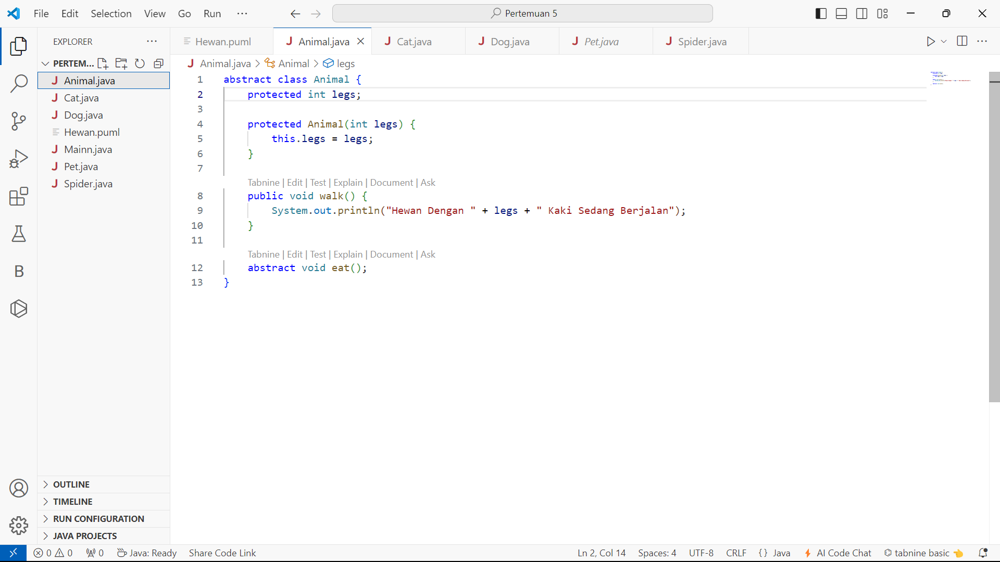 File Edit Selection View Go Run ··· Pertemuan 5
EXPLORER
PERTEM...
Animal.java
Cat.java
Dog.java
Hewan.puml
Mainn.java
Pet.java
Spider.java
OUTLINE
TIMELINE
RUN CONFIGURATION
JAVA PROJECTS
Hewan.puml Animal.java Cat.java Dog.java Pet.java Spider.java
Animal.java > Animal > legs
1 abstract class Animal {
2 protected int legs;
3
4 protected Animal(int legs) {
5 this.legs = legs;
6 }
7
Tabnine | Edit | Test | Explain | Document | Ask
8 public void walk() {
9 System.out.println("Hewan Dengan " + legs + " Kaki Sedang Berjalan");
10 }
11
Tabnine | Edit | Test | Explain | Document | Ask
12 abstract void eat();
13 }
0 0 0 Java: Ready Share Code Link Ln 2, Col 14 Spaces: 4 UTF-8 CRLF {} Java AI Code Chat tabnine basic 👈